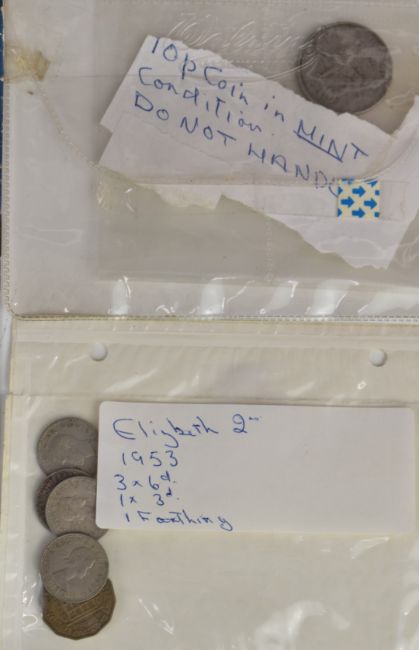 10p Coin in MINT
Condition.
DO NOT HANDLE
Elizbeth 2nd
1953
3 x 6d.
1 x 3d.
1 Farthing